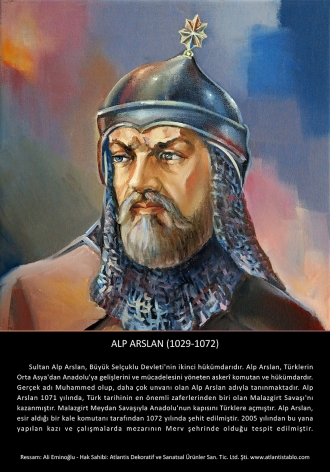 ALP ARSLAN (1029-1072)
Sultan Alp Arslan, Büyük Selçuklu Devleti'nin ikinci hükümdarıdır. Alp Arslan, Türklerin
Orta Asya'dan Anadolu'ya gelişlerini ve mücadelesini yöneten askerî komutan ve hükümdardır.
Gerçek adı Muhammed olup, daha çok unvanı olan Alp Arslan adıyla tanınmaktadır. Alp
Arslan 1071 yılında, Türk tarihinin en önemli zaferlerinden biri olan Malazgirt Savaşı'nı
kazanmıştır. Malazgirt Meydan Savaşıyla Anadolu'nun kapısını Türklere açmıştır. Alp Arslan,
esir aldığı bir kale komutanı tarafından 1072 yılında şehit edilmiştir. 2005 yılından bu yana
yapılan kazı ve çalışmalarda mezarının Merv şehrinde olduğu tespit edilmiştir.
Ressam: Ali Eminoğlu - Hak Sahibi: Atlantis Dekoratif ve Sanatsal Ürünler San. Tic. Ltd. Şti. www.atlantistablo.com